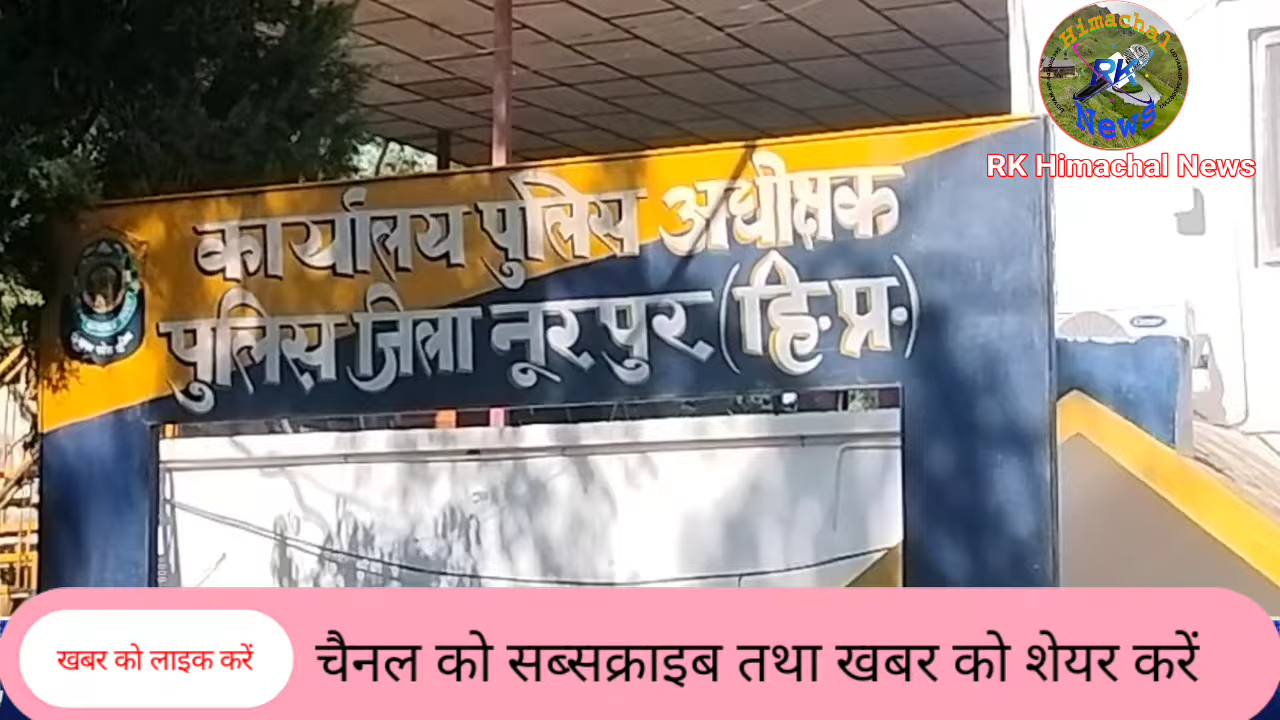 Himachal
RK
News
RK Himachal News
कार्यालय पुलिस अधीक्षक
पुलिस जिला नूरपुर (हि.प्र.)
खबर को लाइक करें
चैनल को सब्सक्राइब तथा खबर को शेयर करें